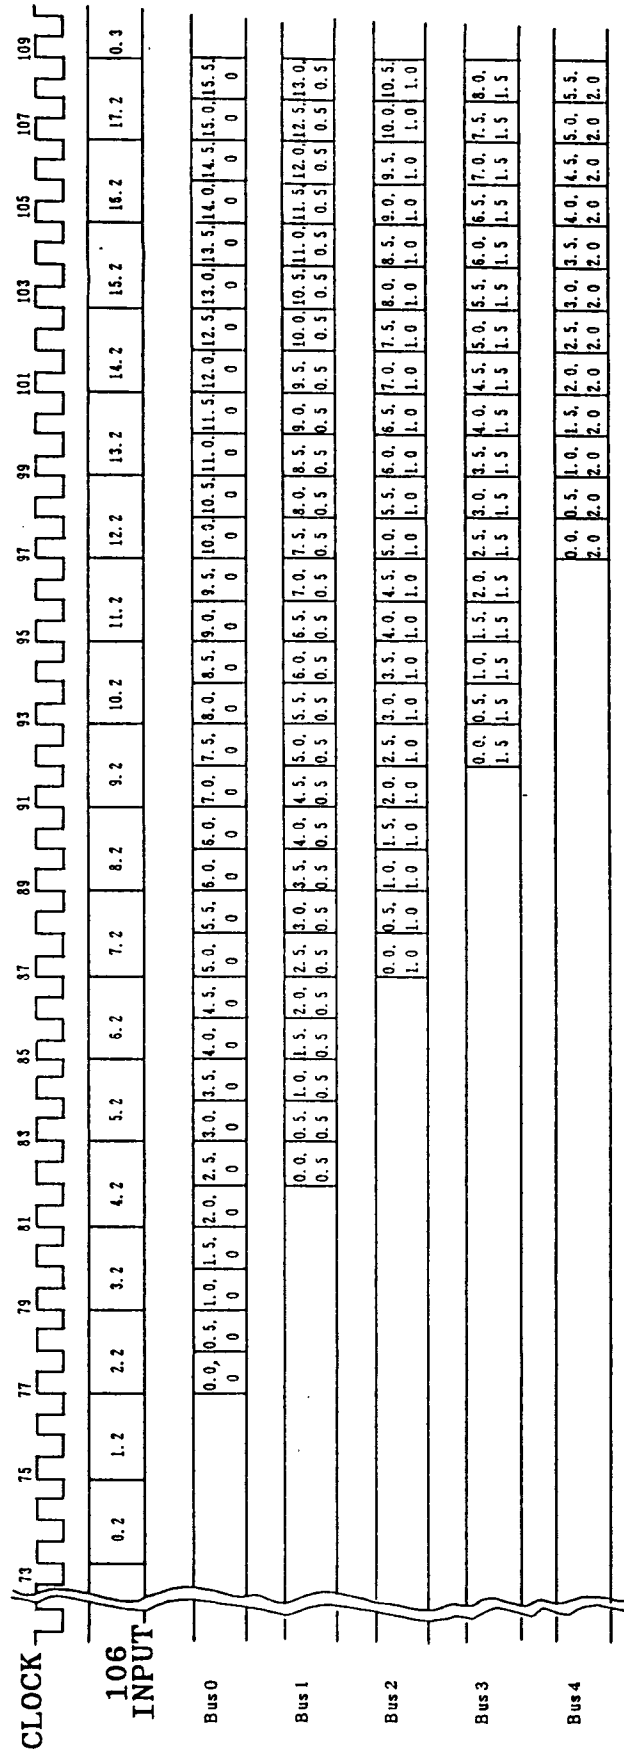 CLOCK 73 75 77 79 81 83 85 87 89 91 93 95 97 99 101 103 105 107 109
106
INPUT 0.2 1.2 2.2 3.2 4.2 5.2 6.2 7.2 8.2 9.2 10.2 11.2 12.2 13.2 14.2 15.2 16.2 17.2 0.3
Bus0 0.0, 0.5, 1.0, 1.5, 2.0, 2.5, 3.0, 3.5, 4.0, 4.5, 5.0, 5.5, 6.0. 6.0, 7.0, 7.5, 8.0, 8.5, 9.0, 9.5, 10.0, 10.5, 11.0, 11.5, 12.0, 12.5, 13.0, 13.5, 14.0, 14.5, 15.0, 15.5.
0 0 0 0 0 0 0 0 0 0 0 0 0 0 0 0 0 0 0 0 0 0 0 0 0 0 0 0 0 0 0 0
Bus1 0.0, 0.5, 1.0, 1.5. 2.0, 2.5, 3.0, 3.5, 4.0, 4.5, 5.0, 5.5, 6.0, 6.5, 7.0, 7.5, 8.0, 8.5, 9.0, 9.5, 10.0, 10.5, 11.0, 11.5, 12.0, 12.5, 13.0,
0.5 0.5 0.5 0.5 0.5 0.5 0.5 0.5 0.5 0.5 0.5 0.5 0.5 0.5 0.5 0.5 0.5 0.5 0.5 0.5 0.5 0.5 0.5 0.5 0.5 0.5 0.5
Bus2 0.0, 0.5, 1.0, 1.5, 2.0, 2.5, 3.0, 3.5, 4.0, 4.5, 5.0, 5.5, 6.0, 6.5, 7.0, 7.5, 8.0, 8.5, 9.0, 9.5, 10.0, 10.5,
1.0 1.0 1.0 1.0 1.0 1.0 1.0 1.0 1.0 1.0 1.0 1.0 1.0 1.0 1.0 1.0 1.0 1.0 1.0 1.0 1.0 1.0
Bus3 0.0. 0.5, 1.0, 1.5, 2.0, 2.5, 3.0, 3.5, 4.0, 4.5, 5.0, 5.5, 6.0, 6.5, 7.0, 7.5, 8.0,
1.5 1.5 1.5 1.5 1.5 1.5 1.5 1.5 1.5 1.5 1.5 1.5 1.5 1.5 1.5 1.5 1.5
Bus4 0.0, 0.5, 1.0, 1.5, 2.0, 2.5, 3.0, 3.5, 4.0, 4.5, 5.0, 5.5,
2.0 2.0 2.0 2.0 2.0 2.0 2.0 2.0 2.0 2.0 2.0 2.0